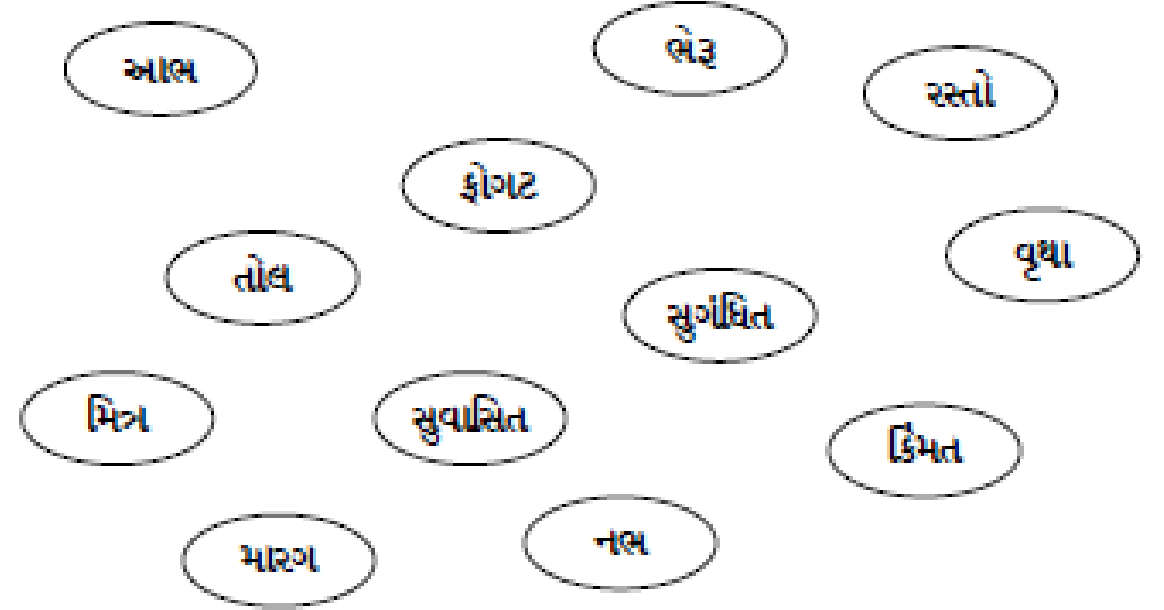 આભ
ભેરૂ
રસ્તો
ફોગટ
તોલ
વૃથા
સુગંધિત
મિત્ર
સુવાસિત
કિંમત
મારગ
નભ